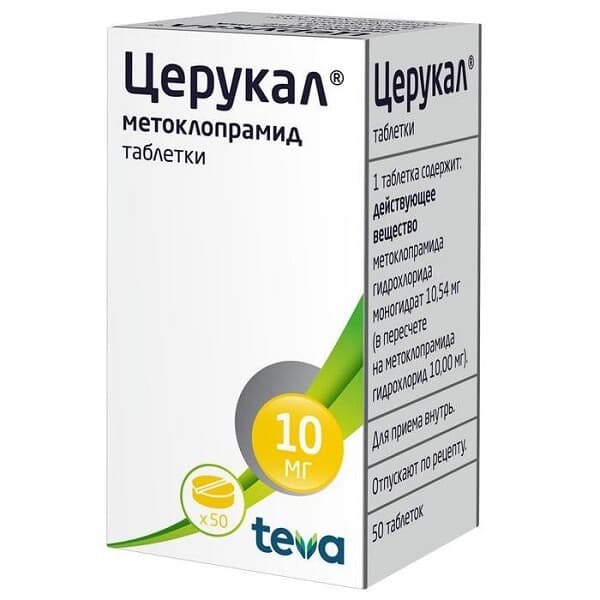 Церукал®
метоклопрамид
таблетки
10
мг
x50
teva
Церукал®
Церукал®
таблетки
1 таблетка содержит:
действующее
вещество
метоклопрамида
гидрохлорида
моногидрат 10,54 мг
(в пересчете
на метоклопрамида
гидрохлорид 10,00 мг).
Для приема внутрь.
Отпускают по рецепту.
50 таблеток